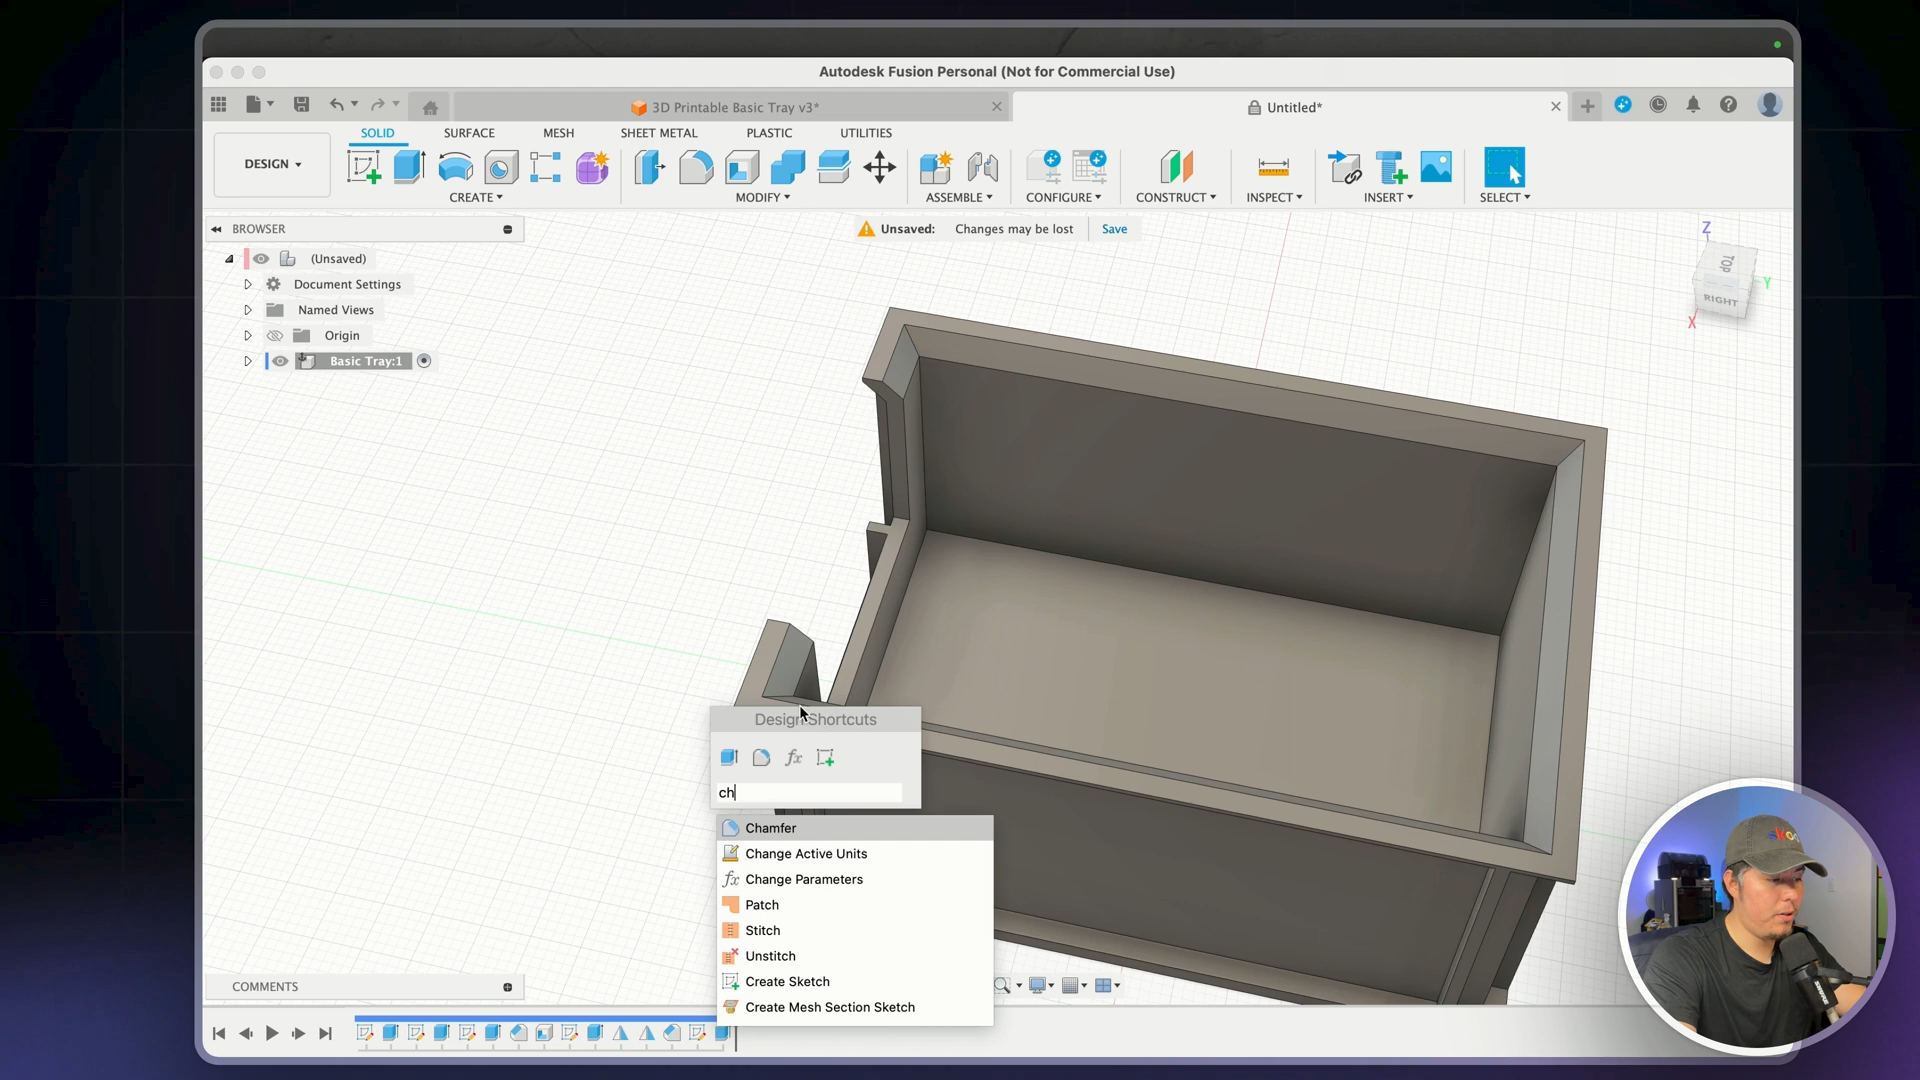 Autodesk Fusion Personal (Not for Commercial Use)
3D Printable Basic Tray v3*
Untitled*
DESIGN
SOLID
SURFACE
MESH
SHEET METAL
PLASTIC
UTILITIES
CREATE
MODIFY
ASSEMBLE
CONFIGURE
CONSTRUCT
INSPECT
INSERT
SELECT
BROWSER
Unsaved: Changes may be lost
Save
(Unsaved)
Document Settings
Named Views
Origin
Basic Tray:1
Z
TOP
Y
RIGHT
X
Design Shortcuts
fx
ch
Chamfer
Change Active Units
fx Change Parameters
Patch
Stitch
Unstitch
Create Sketch
Create Mesh Section Sketch
COMMENTS
SHURE